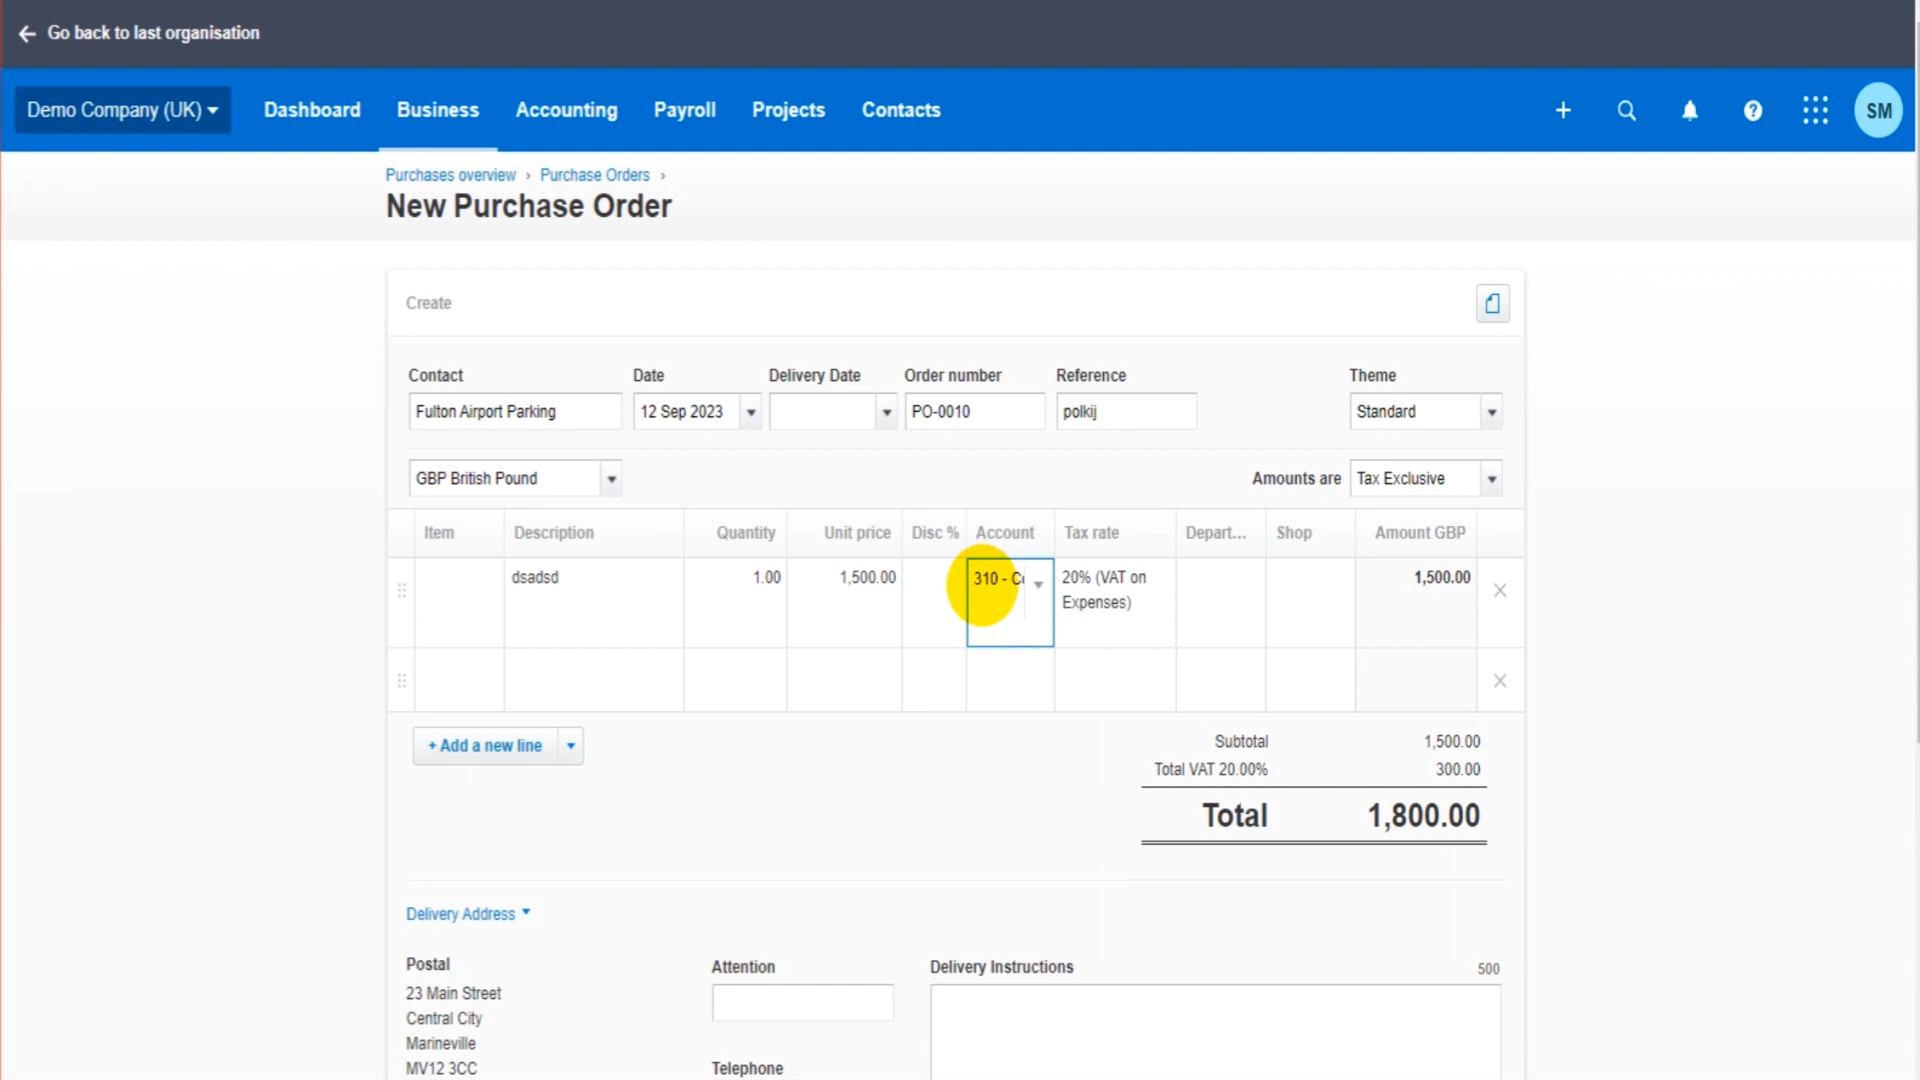 Go back to last organisation
Demo Company (UK) Dashboard Business Accounting Payroll Projects Contacts SM
Purchases overview › Purchase Orders ›
New Purchase Order
Create
Contact Date Delivery Date Order number Reference Theme
Fulton Airport Parking 12 Sep 2023 PO-0010 polkij Standard
GBP British Pound Amounts are Tax Exclusive
Item Description Quantity Unit price Disc % Account Tax rate Depart... Shop Amount GBP
dsadsd 1.00 1,500.00 310 - 20% (VAT on 1,500.00
Expenses)
+ Add a new line
Subtotal 1,500.00
Total VAT 20.00% 300.00
Total 1,800.00
Delivery Address
Postal
23 Main Street
Central City
Marineville
MV12 3CC
Attention
Telephone
Delivery Instructions 500